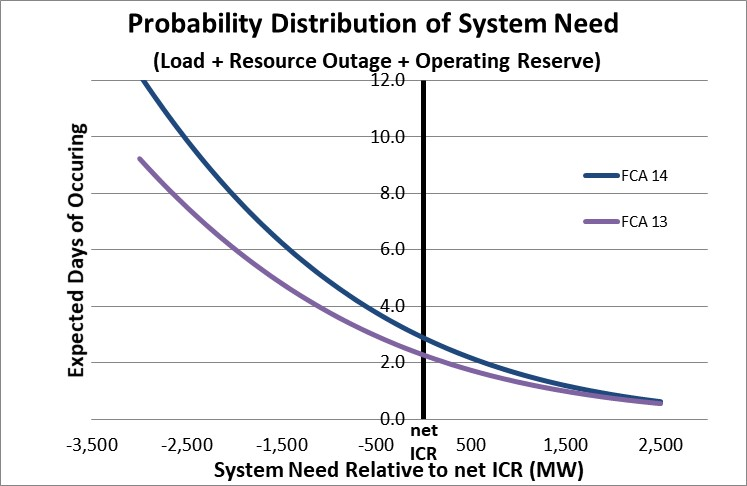 Probability Distribution of System Need
(Load + Resource Outage + Operating Reserve)
Expected Days of Occuring
12.0
10.0
8.0
6.0
4.0
2.0
0.0
FCA 14
FCA 13
net
ICR
-3,500
-2,500
-1,500
-500
500
1,500
2,500
System Need Relative to net ICR (MW)